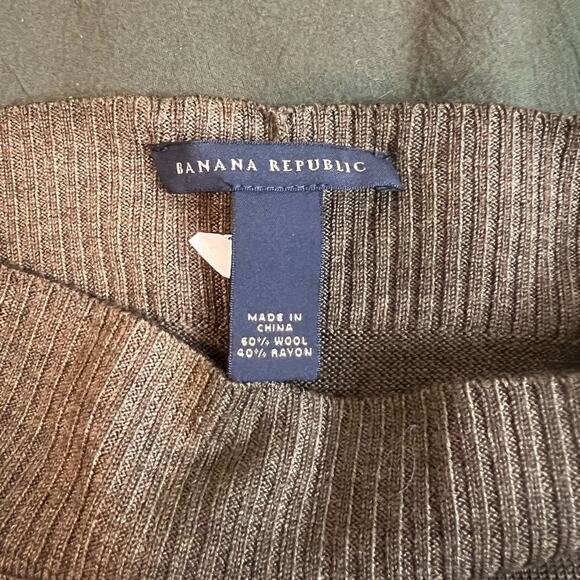 BANANA REPUBLIC
MADE IN
CHINA
60% WOOL
40% RAYON